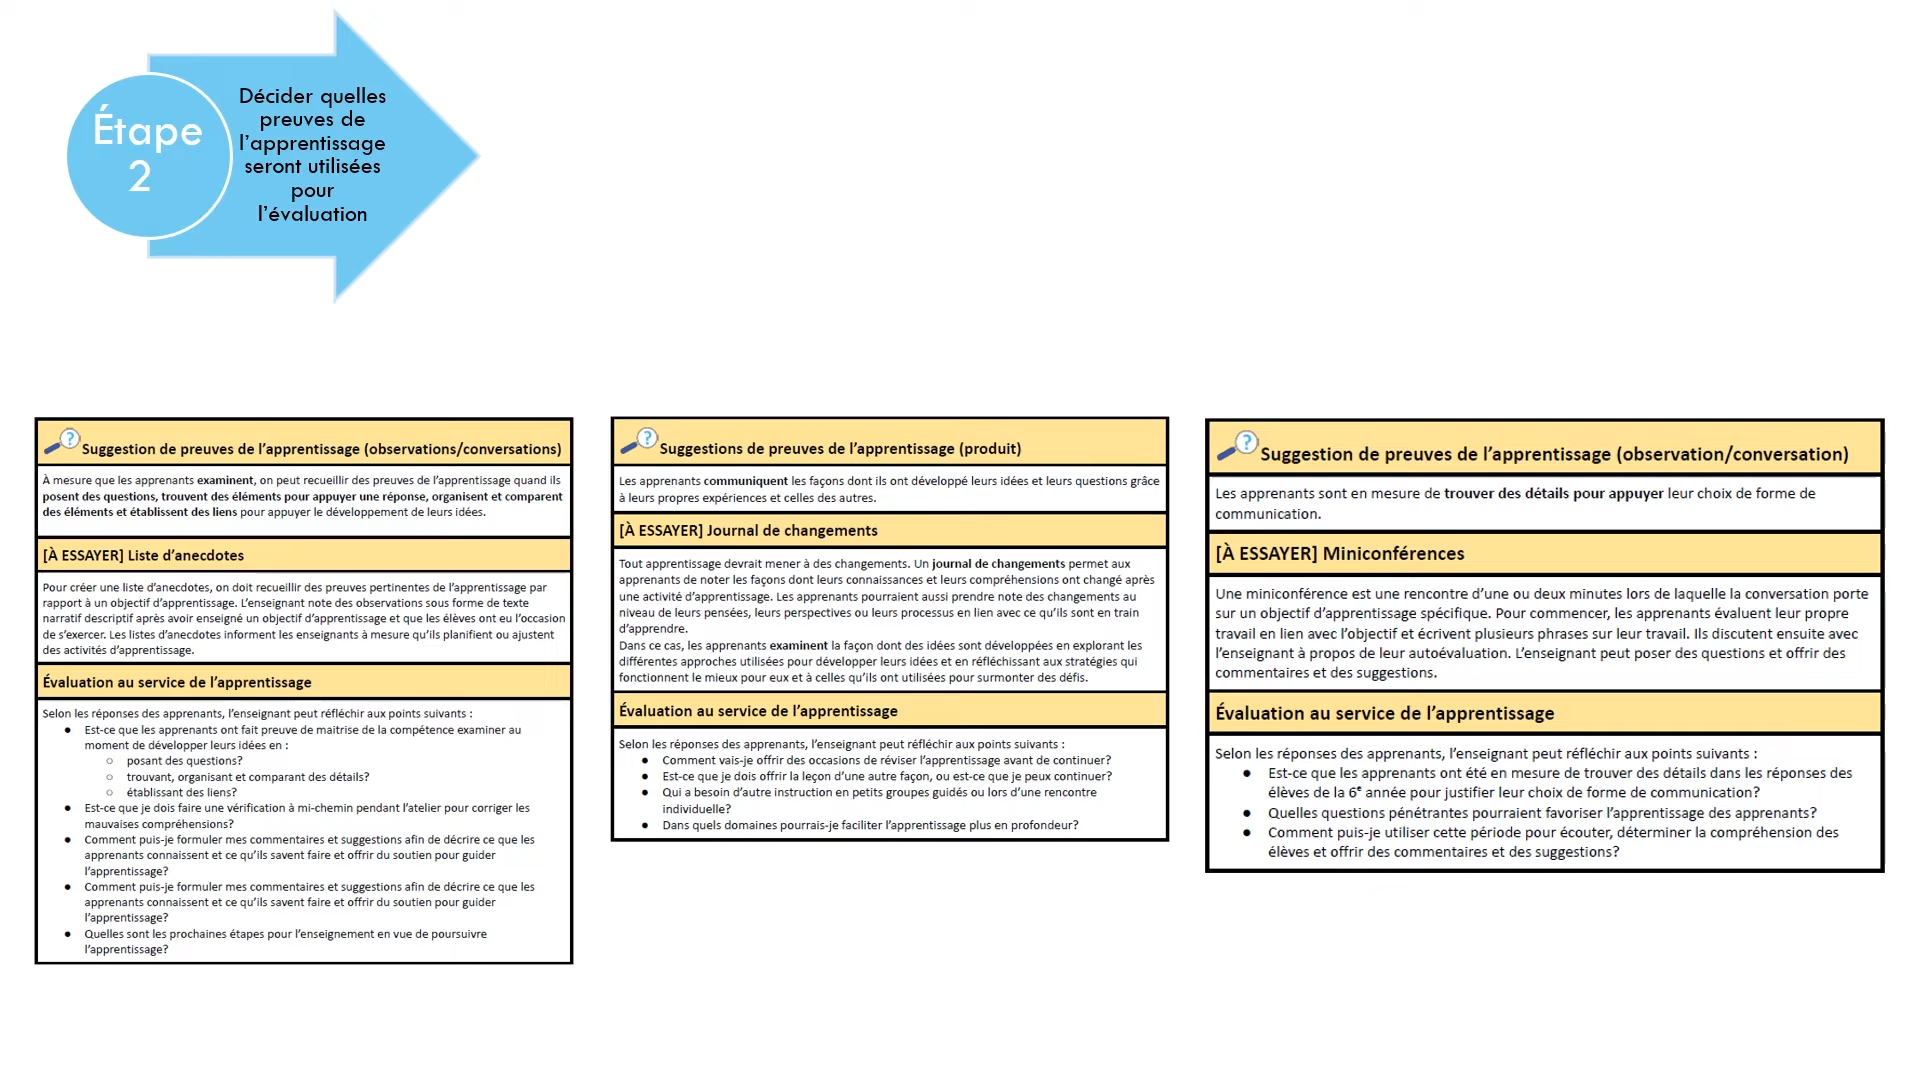 Étape
2
Décider quelles
preuves de
l’apprentissage
seront utilisées
pour
l’évaluation
?
Suggestion de preuves de l’apprentissage (observations/conversations)
À mesure que les apprenants examinent, on peut recueillir des preuves de l’apprentissage quand ils
posent des questions, trouvent des éléments pour appuyer une réponse, organisent et comparent
des éléments et établissent des liens pour appuyer le développement de leurs idées.
[À ESSAYER] Liste d’anecdotes
Pour créer une liste d’anecdotes, on doit recueillir des preuves pertinentes de l’apprentissage par
rapport à un objectif d’apprentissage. L’enseignant note des observations sous forme de texte
narratif descriptif après avoir enseigné un objectif d’apprentissage et que les élèves ont eu l’occasion
de s’exercer. Les listes d’anecdotes informent les enseignants à mesure qu’ils planifient ou ajustent
des activités d’apprentissage.
Évaluation au service de l’apprentissage
Selon les réponses des apprenants, l’enseignant peut réfléchir aux points suivants :
● Est-ce que les apprenants ont fait preuve de maitrise de la compétence examiner au
moment de développer leurs idées en :
○ posant des questions?
○ trouvant, organisant et comparant des détails?
○ établissant des liens?
● Est-ce que je dois faire une vérification à mi-chemin pendant l’atelier pour corriger les
mauvaises compréhensions?
● Comment puis-je formuler mes commentaires et suggestions afin de décrire ce que les
apprenants connaissent et ce qu’ils savent faire et offrir du soutien pour guider
l’apprentissage?
● Comment puis-je formuler mes commentaires et suggestions afin de décrire ce que les
apprenants connaissent et ce qu’ils savent faire et offrir du soutien pour guider
l’apprentissage?
● Quelles sont les prochaines étapes pour l’enseignement en vue de poursuivre
l’apprentissage?
?
Suggestions de preuves de l’apprentissage (produit)
Les apprenants communiquent les façons dont ils ont développé leurs idées et leurs questions grâce
à leurs propres expériences et celles des autres.
[À ESSAYER] Journal de changements
Tout apprentissage devrait mener à des changements. Un journal de changements permet aux
apprenants de noter les façons dont leurs connaissances et leurs compréhensions ont changé après
une activité d’apprentissage. Les apprenants pourraient aussi prendre note des changements au
niveau de leurs pensées, leurs perspectives ou leurs processus en lien avec ce qu’ils sont en train
d’apprendre.
Dans ce cas, les apprenants examinent la façon dont des idées sont développées en explorant les
différentes approches utilisées pour développer leurs idées et en réfléchissant aux stratégies qui
fonctionnent le mieux pour eux et à celles qu’ils ont utilisées pour surmonter des défis.
Évaluation au service de l’apprentissage
Selon les réponses des apprenants, l’enseignant peut réfléchir aux points suivants :
● Comment vais-je offrir des occasions de réviser l’apprentissage avant de continuer?
● Est-ce que je dois offrir la leçon d’une autre façon, ou est-ce que je peux continuer?
● Qui a besoin d’autre instruction en petits groupes guidés ou lors d’une rencontre
individuelle?
● Dans quels domaines pourrais-je faciliter l’apprentissage plus en profondeur?
?
Suggestion de preuves de l’apprentissage (observation/conversation)
Les apprenants sont en mesure de trouver des détails pour appuyer leur choix de forme de
communication.
[À ESSAYER] Miniconférences
Une miniconférence est une rencontre d’une ou deux minutes lors de laquelle la conversation porte
sur un objectif d’apprentissage spécifique. Pour commencer, les apprenants évaluent leur propre
travail en lien avec l’objectif et écrivent plusieurs phrases sur leur travail. Ils discutent ensuite avec
l’enseignant à propos de leur autoévaluation. L’enseignant peut poser des questions et offrir des
commentaires et des suggestions.
Évaluation au service de l’apprentissage
Selon les réponses des apprenants, l’enseignant peut réfléchir aux points suivants :
● Est-ce que les apprenants ont été en mesure de trouver des détails dans les réponses des
élèves de la 6e année pour justifier leur choix de forme de communication?
● Quelles questions pénétrantes pourraient favoriser l’apprentissage des apprenants?
● Comment puis-je utiliser cette période pour écouter, déterminer la compréhension des
élèves et offrir des commentaires et des suggestions?